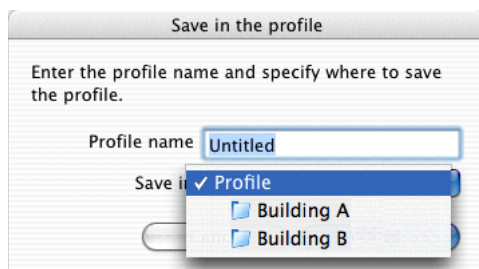 Save in the profile
Enter the profile name and specify where to save
the profile.
Profile name Untitled
Save i ✓ Profile
Building A
Building B